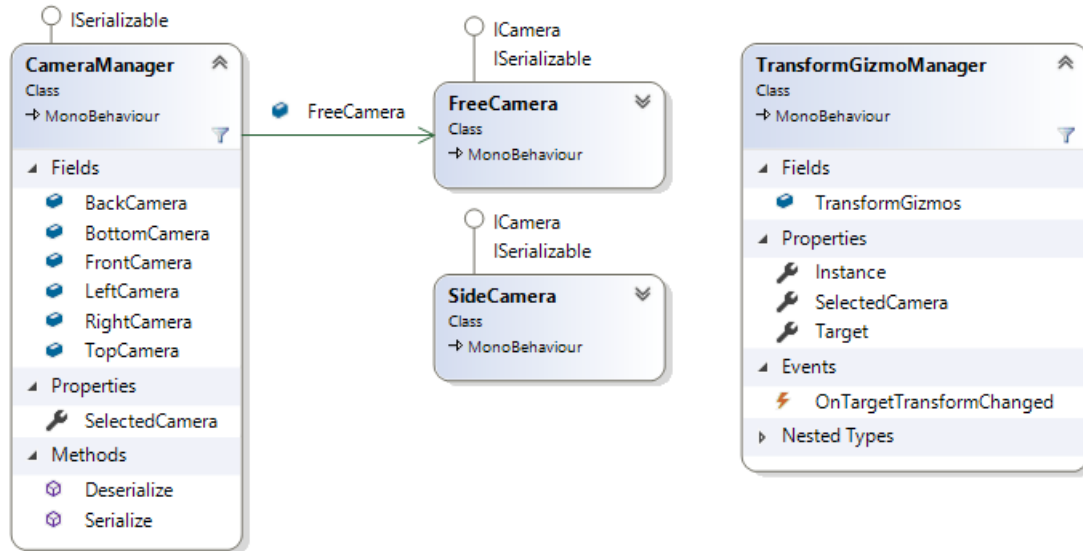 ISerializable
CameraManager
Class
MonoBehaviour
Fields
BackCamera
BottomCamera
FrontCamera
LeftCamera
RightCamera
TopCamera
Properties
SelectedCamera
Methods
Deserialize
Serialize
FreeCamera
ICamera
ISerializable
FreeCamera
Class
MonoBehaviour
ICamera
ISerializable
SideCamera
Class
MonoBehaviour
TransformGizmoManager
Class
MonoBehaviour
Fields
TransformGizmos
Properties
Instance
SelectedCamera
Target
Events
OnTargetTransformChanged
Nested Types